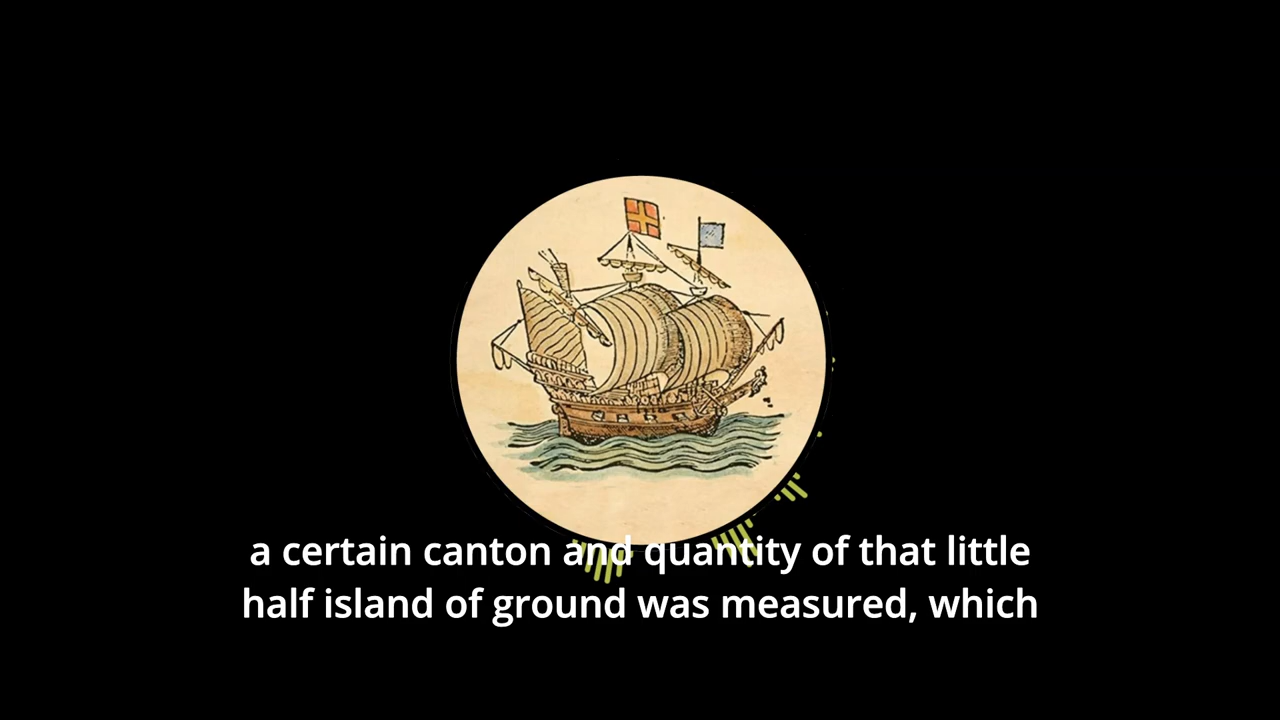 a certain canton and quantity of that little
half island of ground was measured, which